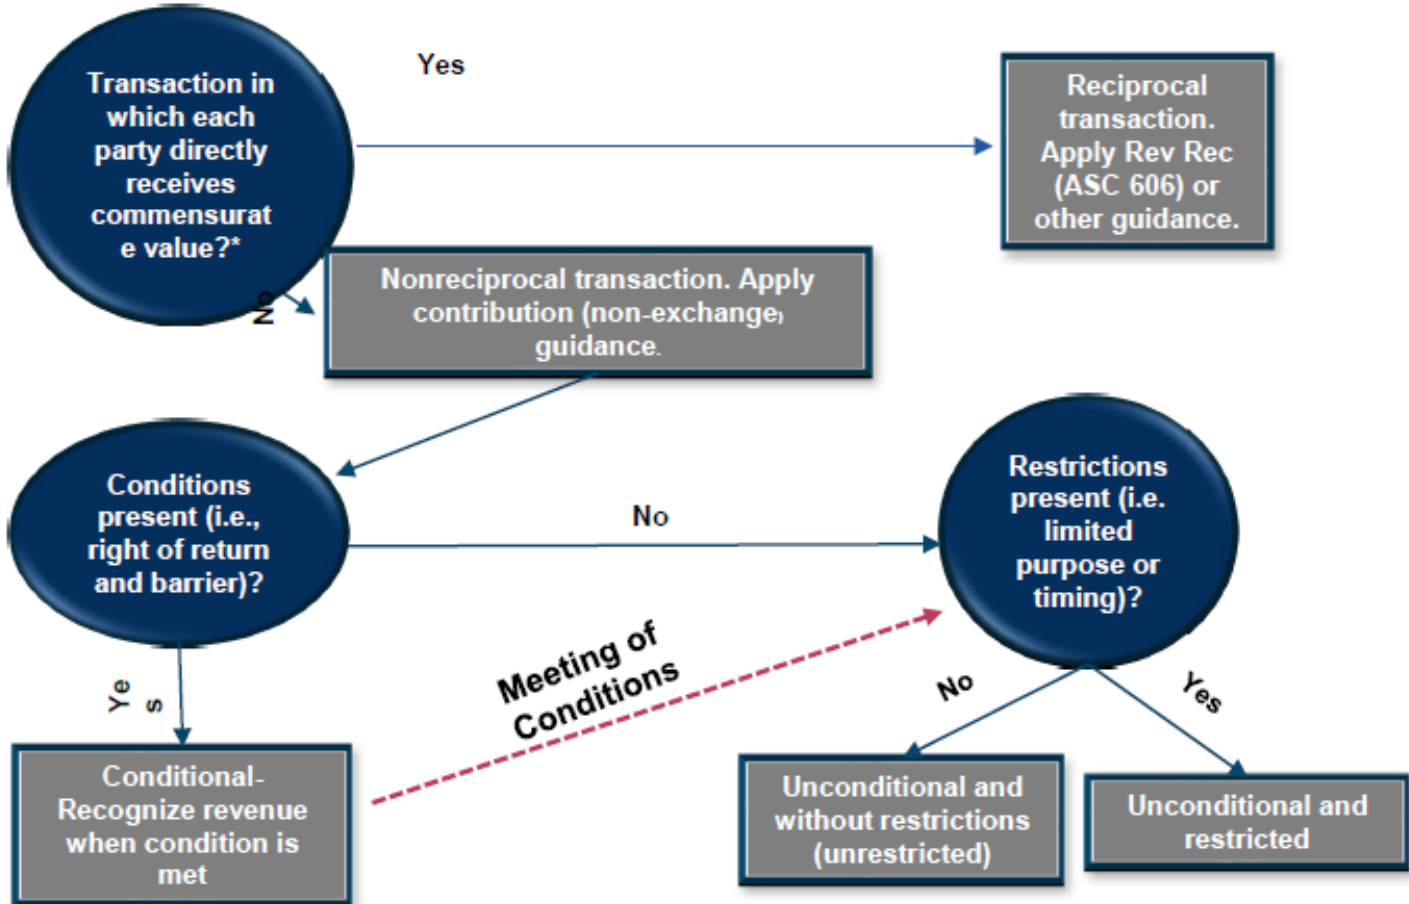 Transaction in
which each
party directly
receives
commensurat
e value?*
Yes
Reciprocal
transaction.
Apply Rev Rec
(ASC 606) or
other guidance.
No
Nonreciprocal transaction. Apply
contribution (non-exchange)
guidance.
Conditions
present (i.e.,
right of return
and barrier)?
No
Restrictions
present (i.e.
limited
purpose or
timing)?
Ye
s
Meeting of
Conditions
No
Yes
Conditional-
Recognize revenue
when condition is
met
Unconditional and
without restrictions
(unrestricted)
Unconditional and
restricted